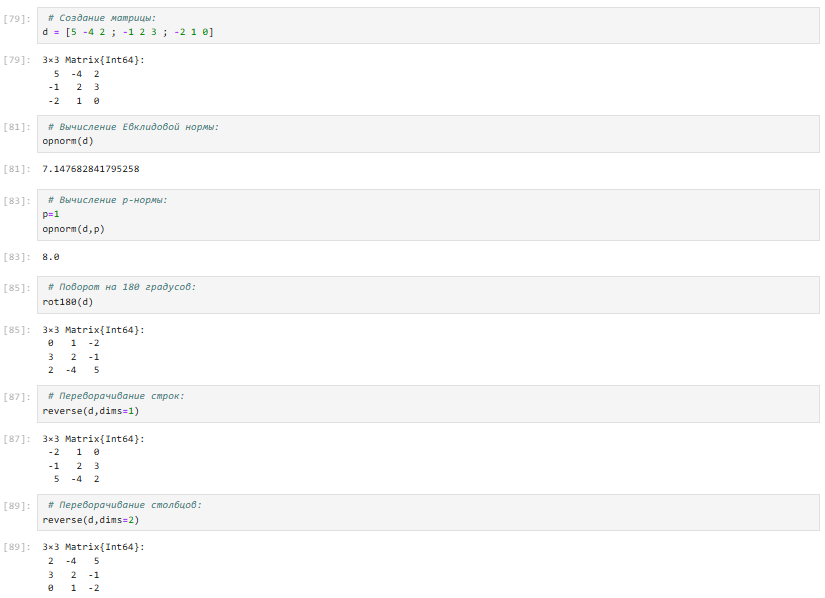 [79]: # Создание матрицы:
d = [5 -4 2 ; -1 2 3 ; -2 1 0]
[79]: 3×3 Matrix{Int64}:
5 -4 2
-1 2 3
-2 1 0
[81]: # Вычисление Евклидовой нормы:
opnorm(d)
[81]: 7.147682841795258
[83]: # Вычисление p-нормы:
p=1
opnorm(d,p)
[83]: 8.0
[85]: # Поворот на 180 градусов:
rot180(d)
[85]: 3×3 Matrix{Int64}:
0 1 -2
3 2 -1
2 -4 5
[87]: # Переворачивание строк:
reverse(d,dims=1)
[87]: 3×3 Matrix{Int64}:
-2 1 0
-1 2 3
5 -4 2
[89]: # Переворачивание столбцов:
reverse(d,dims=2)
[89]: 3×3 Matrix{Int64}:
2 -4 5
3 2 -1
0 1 -2